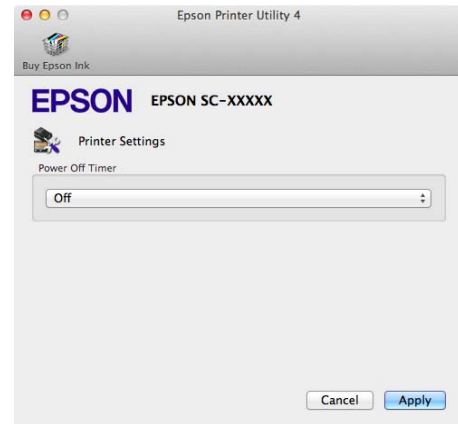 Epson Printer Utility 4
Buy Epson Ink
EPSON EPSON SC-XXXXX
Printer Settings
Power Off Timer
Off
Cancel Apply